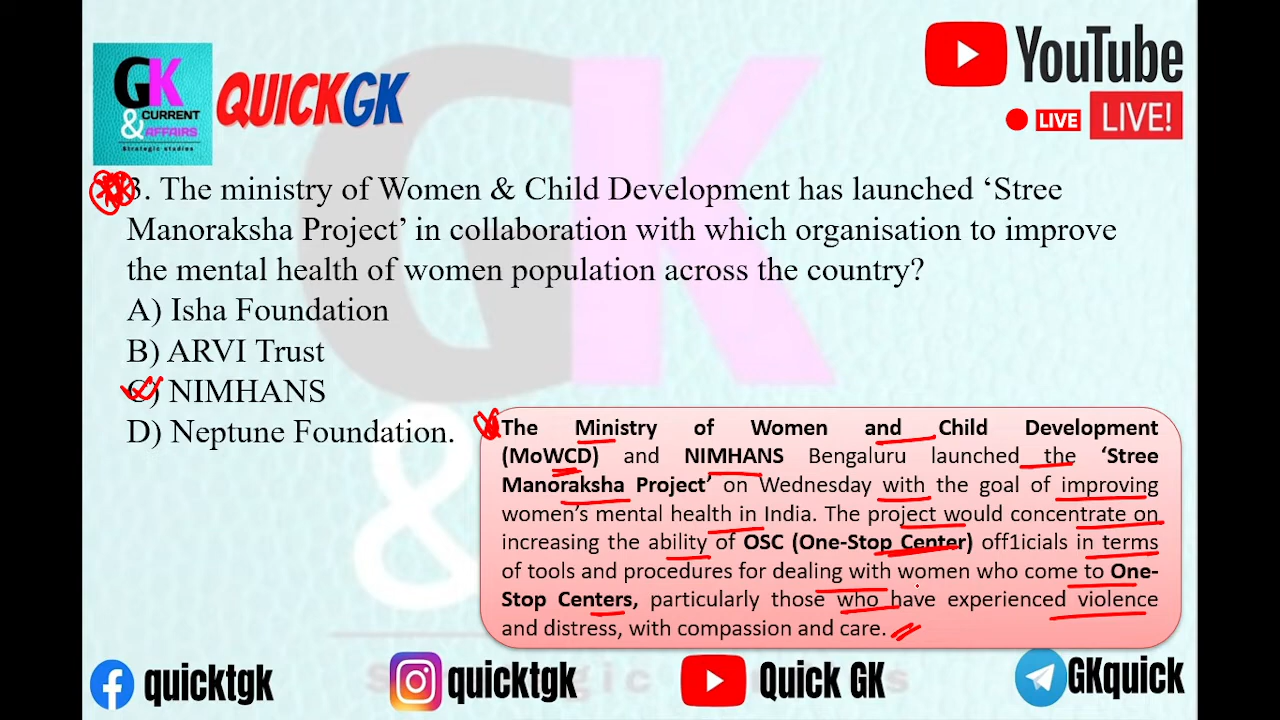 GK
CURRENT
& AFFAIRS
Strategic studies
QUICKGK
YouTube
LIVE LIVE!
3. The ministry of Women & Child Development has launched ‘Stree
Manoraksha Project’ in collaboration with which organisation to improve
the mental health of women population across the country?
A) Isha Foundation
B) ARVI Trust
C) NIMHANS
D) Neptune Foundation.
The Ministry of Women and Child Development
(MoWCD) and NIMHANS Bengaluru launched the ‘Stree
Manoraksha Project’ on Wednesday with the goal of improving
women’s mental health in India. The project would concentrate on
increasing the ability of OSC (One-Stop Center) off1icials in terms
of tools and procedures for dealing with women who come to One-
Stop Centers, particularly those who have experienced violence
and distress, with compassion and care.
quicktgk quicktgk Quick GK GKquick